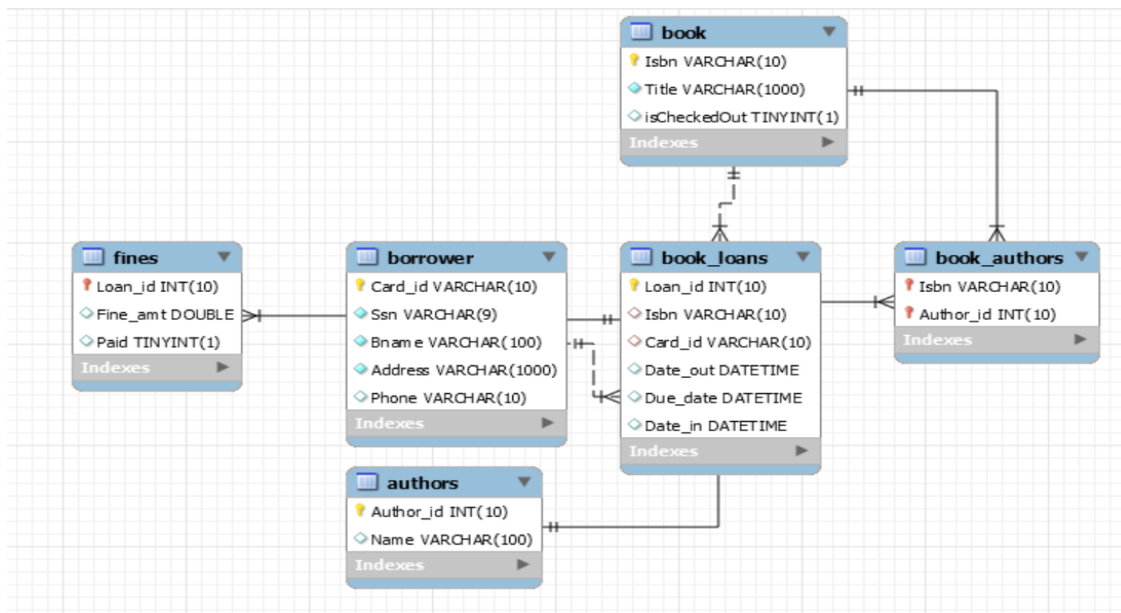 book
Isbn VARCHAR(10)
Title VARCHAR(1000)
isCheckedOut TINYINT(1)
Indexes
fines
Loan_id INT(10)
Fine_amt DOUBLE
Paid TINYINT(1)
Indexes
borrower
Card_id VARCHAR(10)
Ssn VARCHAR(9)
Bname VARCHAR(100)
Address VARCHAR(1000)
Phone VARCHAR(10)
Indexes
book_loans
Loan_id INT(10)
Isbn VARCHAR(10)
Card_id VARCHAR(10)
Date_out DATETIME
Due_date DATETIME
Date_in DATETIME
Indexes
book_authors
Isbn VARCHAR(10)
Author_id INT(10)
Indexes
authors
Author_id INT(10)
Name VARCHAR(100)
Indexes